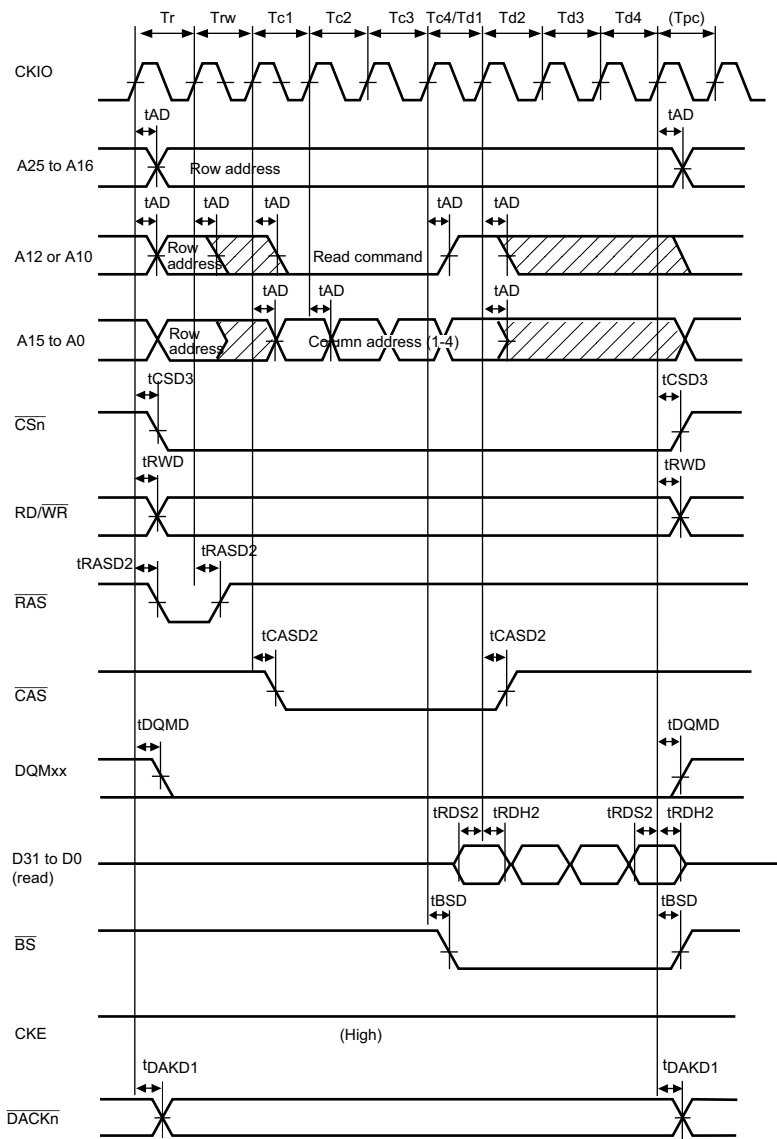 Tr Trw Tc1 Tc2 Tc3 Tc4/Td1 Td2 Td3 Td4 (Tpc)
CKIO
tAD tAD
A25 to A16 Row address
tAD tAD tAD tAD tAD
A12 or A10 Row address Read command
tAD tAD tAD
A15 to A0 Row address Column address (1-4)
tCSD3 tCSD3
CSn
tRWD tRWD
RD/WR
tRASD2 tRASD2
RAS
tCASD2 tCASD2
CAS
tDQMD tDQMD
DQMxx
tRDS2 tRDH2 tRDS2 tRDH2
D31 to D0
(read)
tBSD tBSD
BS
CKE (High)
tDAKD1 tDAKD1
DACKn